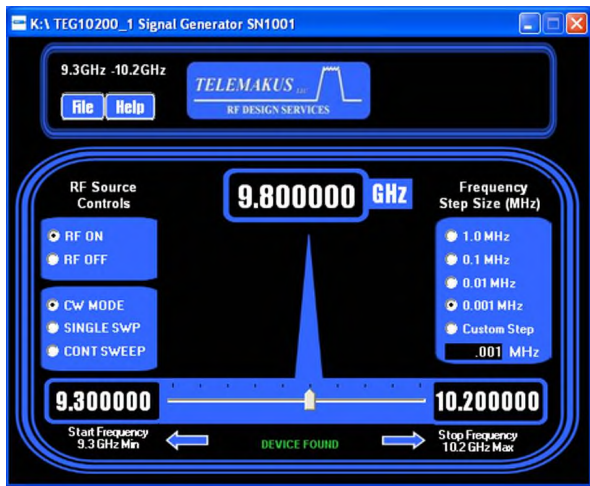 K:\ TEG10200_1 Signal Generator SN1001
9.3GHz -10.2GHz
File Help
TELEMAKUS LLC
RF DESIGN SERVICES
RF Source
Controls
9.800000 GHz
Frequency
Step Size (MHz)
RF ON
RF OFF
CW MODE
SINGLE SWP
CONT SWEEP
1.0 MHz
0.1 MHz
0.01 MHz
0.001 MHz
Custom Step
.001 MHz
9.300000
10.200000
Start Frequency
9.3 GHz Min
DEVICE FOUND
Stop Frequency
10.2 GHz Max